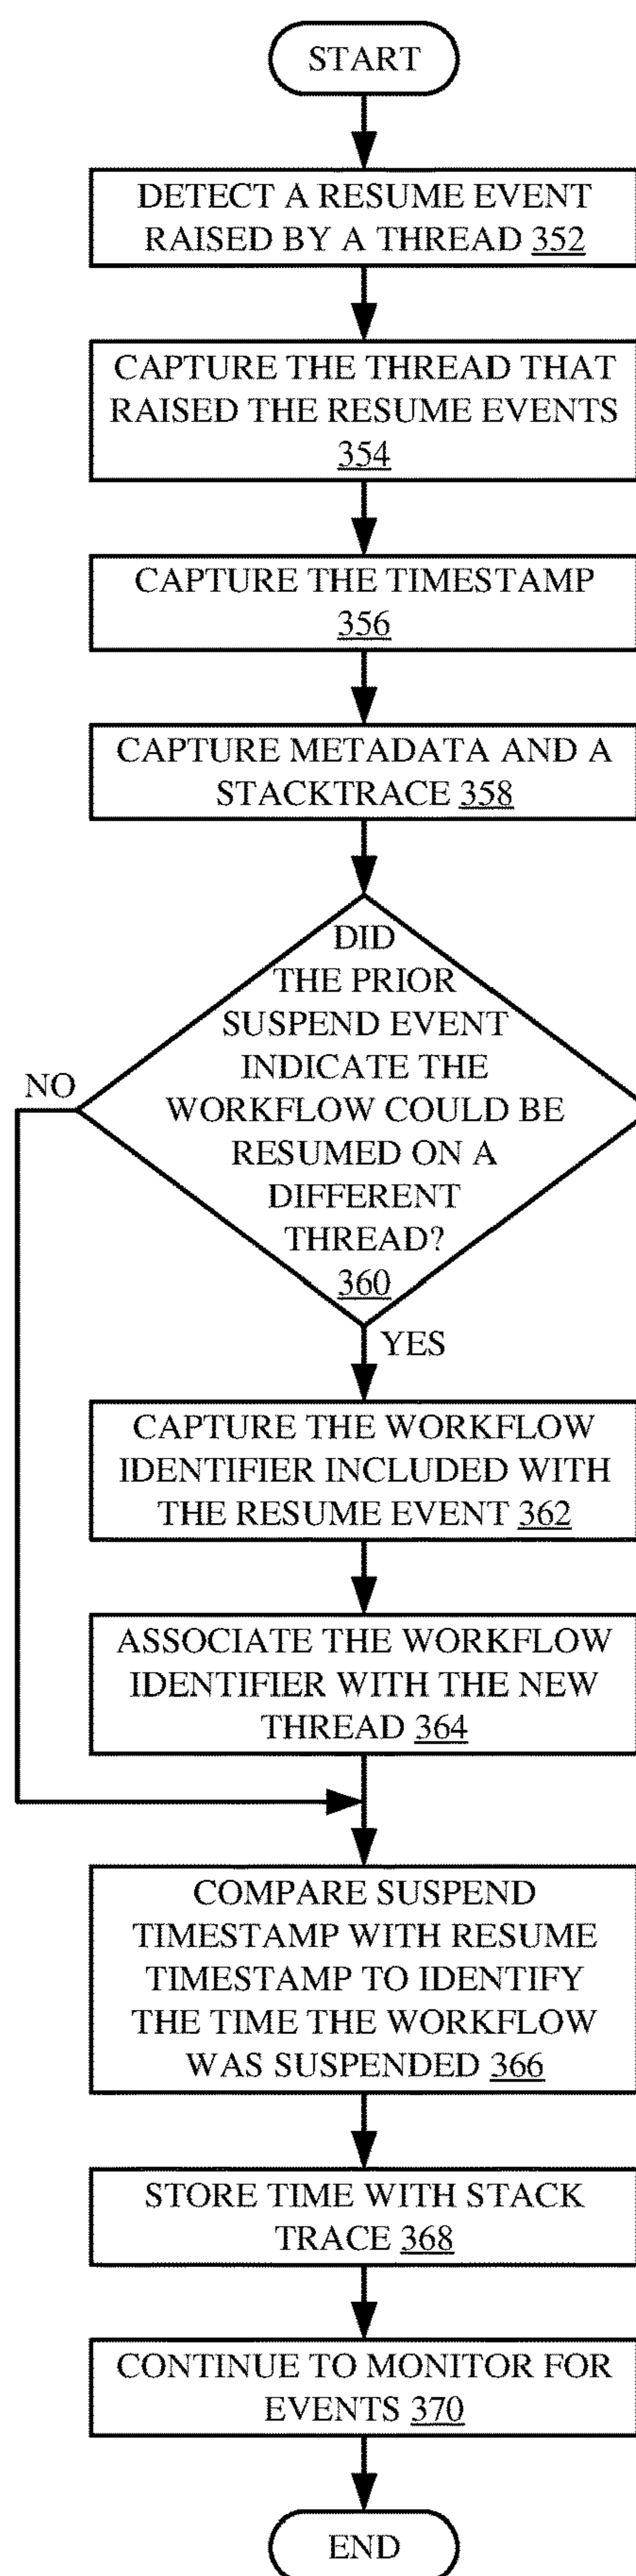 START
DETECT A RESUME EVENT
RAISED BY A THREAD 352
CAPTURE THE THREAD THAT
RAISED THE RESUME EVENTS
354
CAPTURE THE TIMESTAMP
356
CAPTURE METADATA AND A
STACKTRACE 358
DID
THE PRIOR
SUSPEND EVENT
INDICATE THE
NO
WORKFLOW COULD BE
RESUMED ON A
DIFFERENT
THREAD?
360
YES
CAPTURE THE WORKFLOW
IDENTIFIER INCLUDED WITH
THE RESUME EVENT 362
ASSOCIATE THE WORKFLOW
IDENTIFIER WITH THE NEW
THREAD 364
COMPARE SUSPEND
TIMESTAMP WITH RESUME
TIMESTAMP TO IDENTIFY
THE TIME THE WORKFLOW
WAS SUSPENDED 366
STORE TIME WITH STACK
TRACE 368
CONTINUE TO MONITOR FOR
EVENTS 370
END